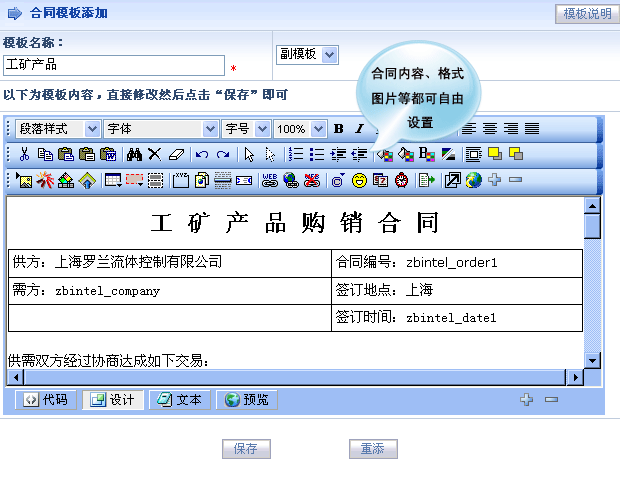 合同模板添加
模板说明
模板名称：
工矿产品
*
副模板
合同内容、格式
图片等都可自由
设置
以下为模板内容，直接修改然后点击“保存”即可
段落样式 字体 字号 100% B I
工 矿 产 品 购 销 合 同
供方：上海罗兰流体控制有限公司 合同编号：zbintel_order1
需方：zbintel_company 签订地点：上海
签订时间：zbintel_date1
供需双方经过协商达成如下交易：
代码 设计 文本 预览
保存 重添